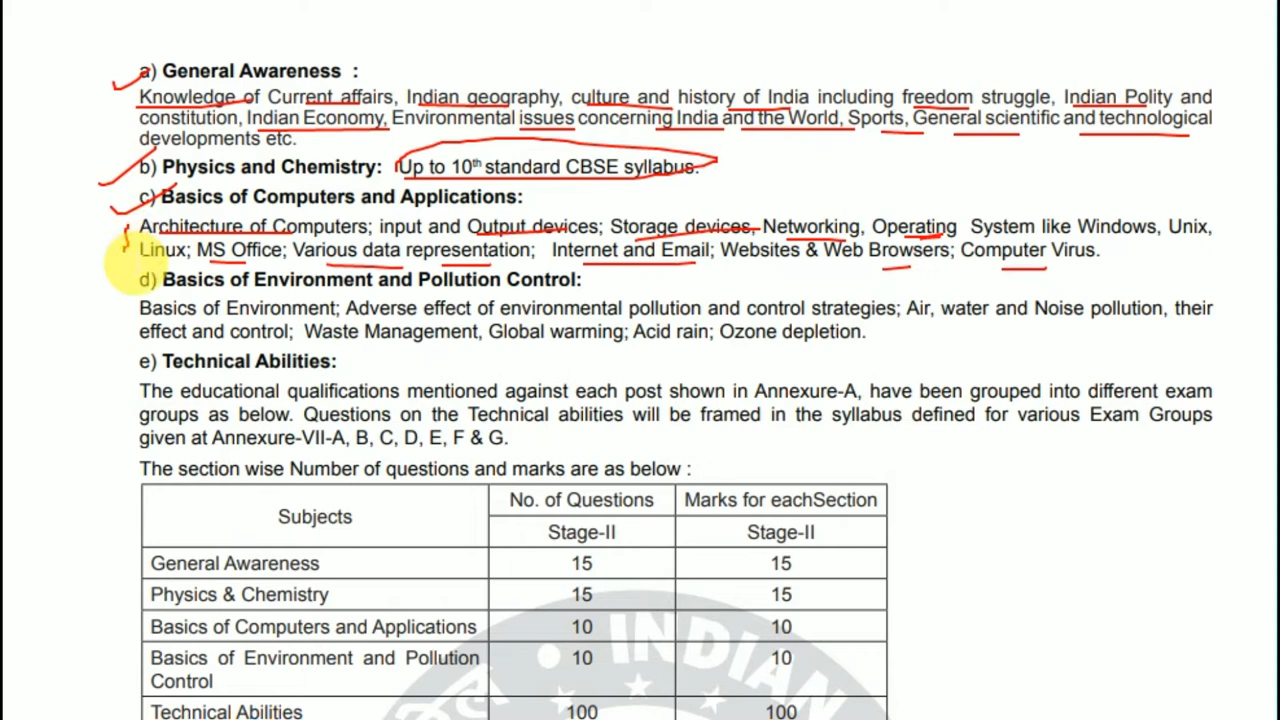 a) General Awareness :
Knowledge of Current affairs, Indian geography, culture and history of India including freedom struggle, Indian Polity and
constitution, Indian Economy, Environmental issues concerning India and the World, Sports, General scientific and technological
developments etc.
b) Physics and Chemistry: Up to 10th standard CBSE syllabus.
c) Basics of Computers and Applications:
Architecture of Computers; input and Output devices; Storage devices, Networking, Operating System like Windows, Unix,
Linux; MS Office; Various data representation; Internet and Email; Websites & Web Browsers; Computer Virus.
d) Basics of Environment and Pollution Control:
Basics of Environment; Adverse effect of environmental pollution and control strategies; Air, water and Noise pollution, their
effect and control; Waste Management, Global warming; Acid rain; Ozone depletion.
e) Technical Abilities:
The educational qualifications mentioned against each post shown in Annexure-A, have been grouped into different exam
groups as below. Questions on the Technical abilities will be framed in the syllabus defined for various Exam Groups
given at Annexure-VII-A, B, C, D, E, F & G.
The section wise Number of questions and marks are as below :
Subjects No. of Questions Marks for eachSection
Stage-II Stage-II
General Awareness 15 15
Physics & Chemistry 15 15
Basics of Computers and Applications 10 10
Basics of Environment and Pollution Control 10 10
Technical Abilities 100 100
INDIAN